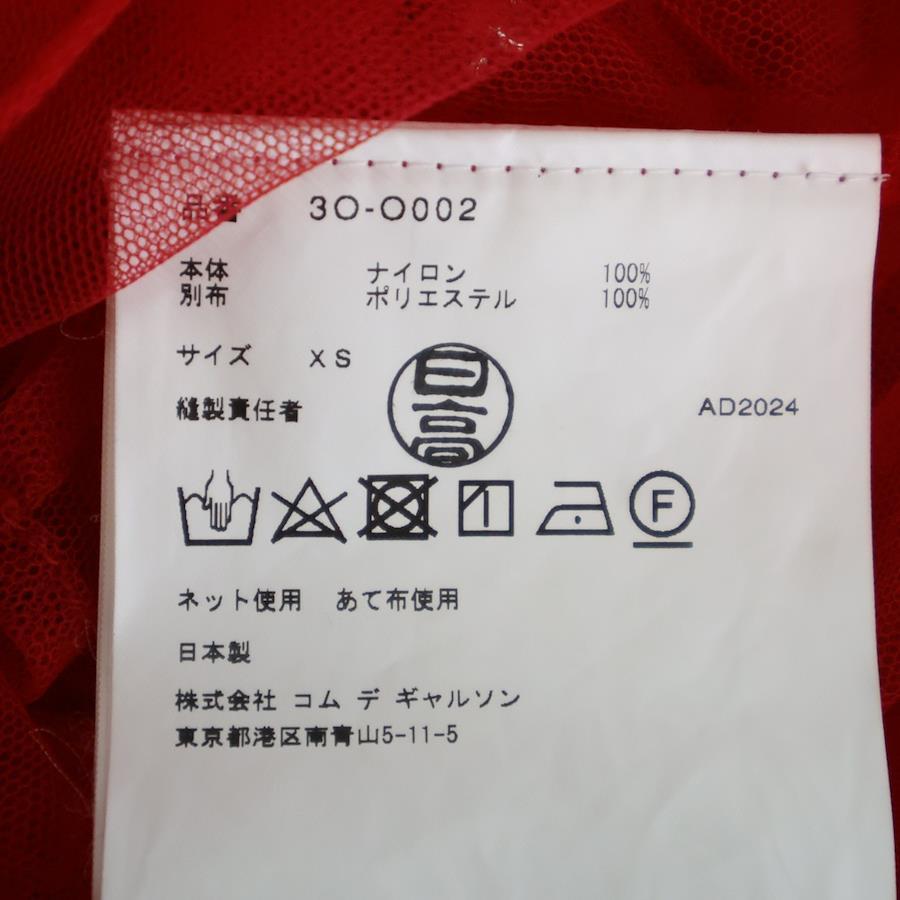 品番 3O-O002
本体 ナイロン 100%
別布 ポリエステル 100%
サイズ XS
日高
縫製責任者 AD2024
F
ネット使用 あて布使用
日本製
株式会社 コム デ ギャルソン
東京都港区南青山5-11-5